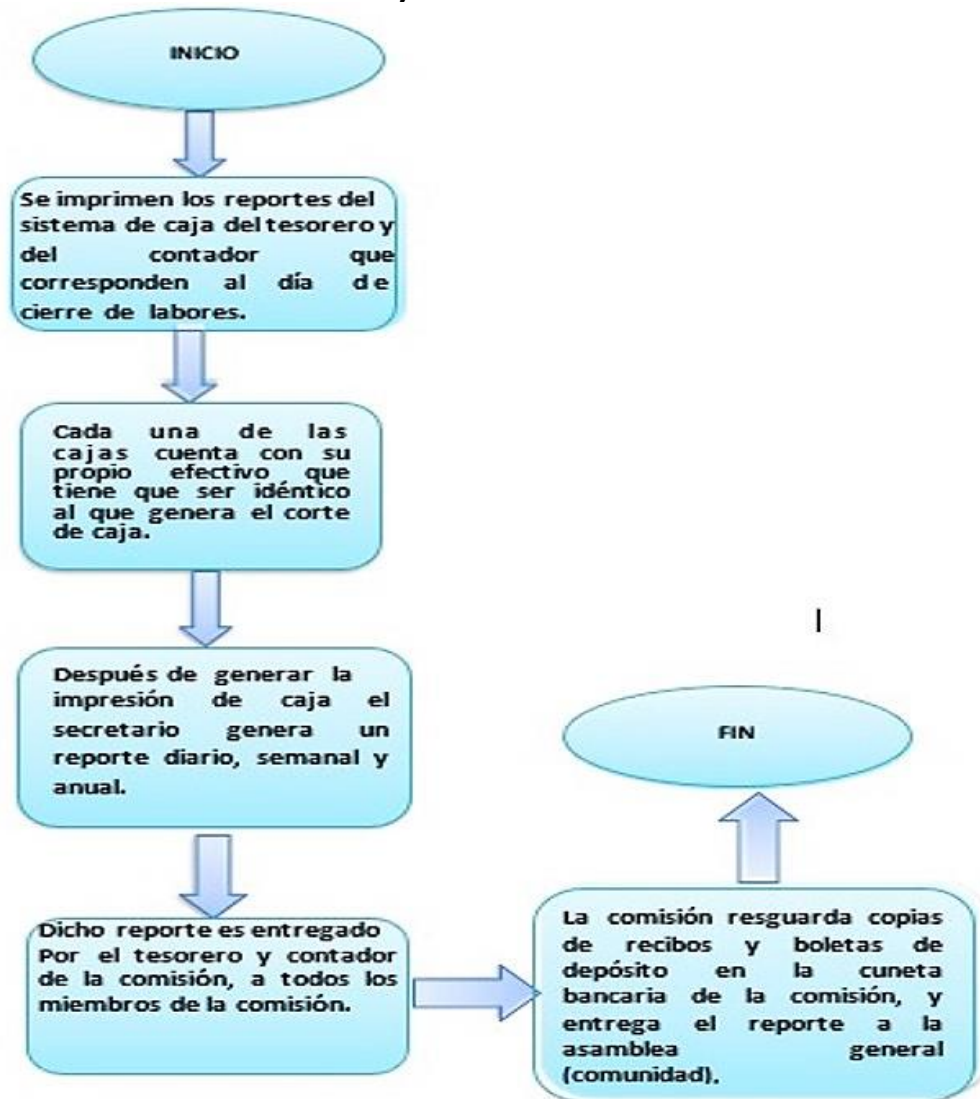 INICIO
Se imprimen los reportes del
sistema de caja del tesorero y
del contador que
corresponden al día de
cierre de labores.
Cada una de las
cajas cuenta con su
propio efectivo que
tiene que ser idéntico
al que genera el corte
de caja.
Después de generar la
impresión de caja el
secretario genera un
reporte diario, semanal y
anual.
Dicho reporte es entregado
Por el tesorero y contador
de la comisión, a todos los
miembros de la comisión.
La comisión resguarda copias
de recibos y boletas de
depósito en la cuneta
bancaria de la comisión, y
entrega el reporte a la
asamblea general
(comunidad).
FIN